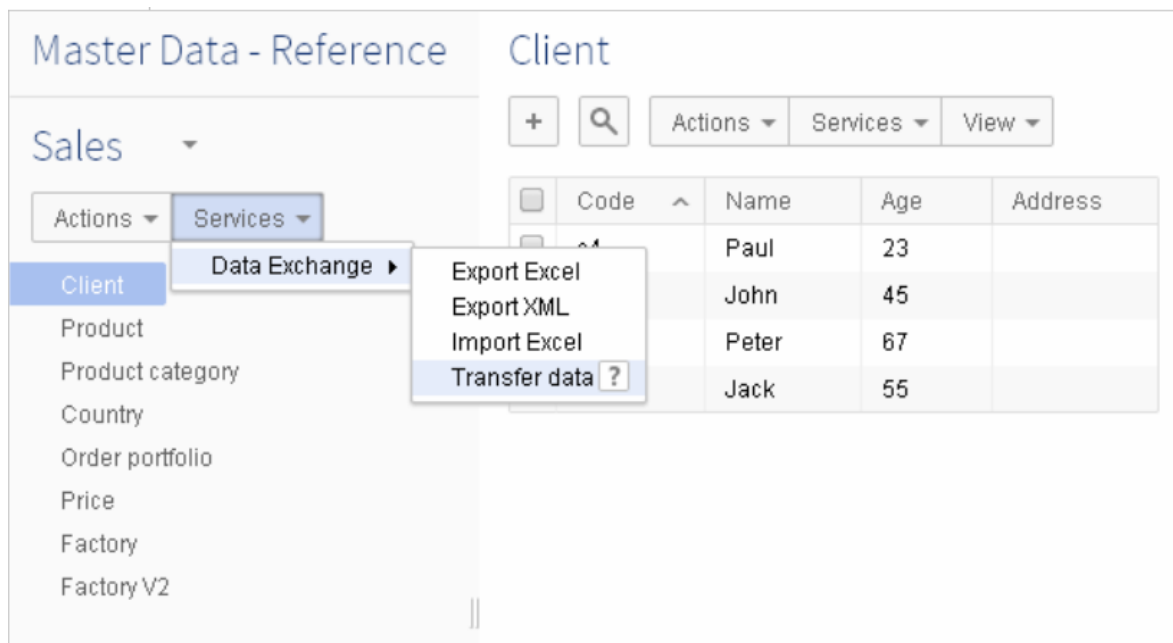 Master Data - Reference
Sales
Actions Services
Data Exchange
Export Excel
Export XML
Import Excel
Transfer data ?
Client
Product
Product category
Country
Order portfolio
Price
Factory
Factory V2
Client
+ Actions Services View
Code Name Age Address
Paul 23
John 45
Peter 67
Jack 55